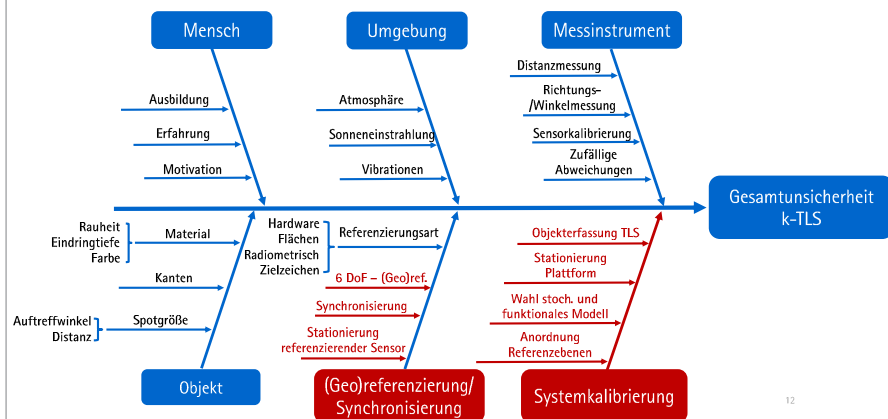 Mensch
Umgebung
Messinstrument
Ausbildung
Erfahrung
Motivation
Atmosphäre
Sonneneinstrahlung
Vibrationen
Distanzmessung
Richtungs-
/Winkelmessung
Sensorkalibrierung
Zufällige
Abweichungen
Gesamtunsicherheit
k-TLS
Rauheit
Eindringtiefe
Farbe
Material
Kanten
Auftreffwinkel
Distanz
Spotgröße
Hardware
Flächen
Radiometrisch
Zielzeichen
Referenzierungsart
6 DoF – (Geo)ref.
Synchronisierung
Stationierung
referenzierender Sensor
Objekterfassung TLS
Stationierung
Plattform
Wahl stoch. und
funktionales Modell
Anordnung
Referenzebenen
Objekt
(Geo)referenzierung/
Synchronisierung
Systemkalibrierung
12